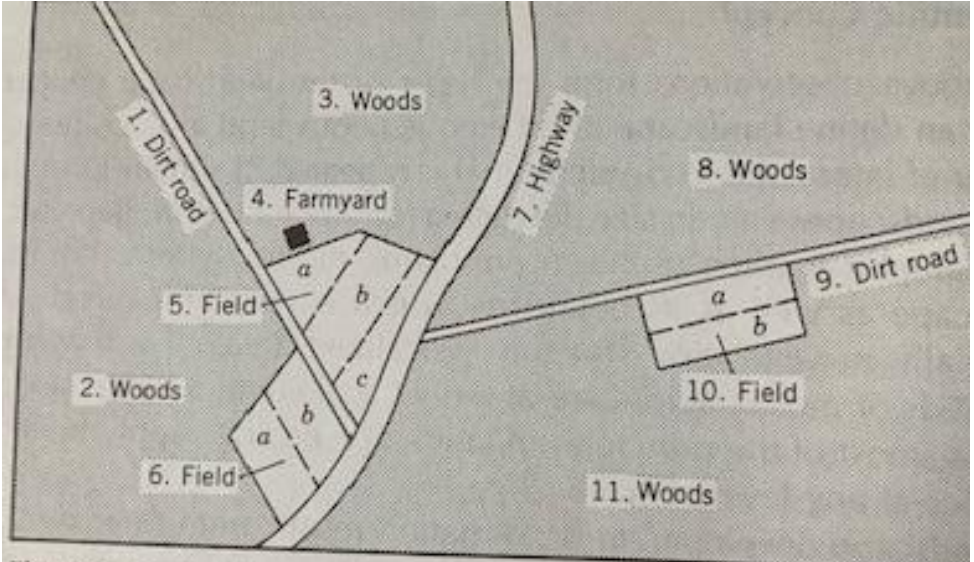 3. Woods
1. Dirt road
7. Highway
8. Woods
4. Farmyard
a
5. Field
b
9. Dirt road
a
b
c
2. Woods
10. Field
b
a
6. Field
11. Woods